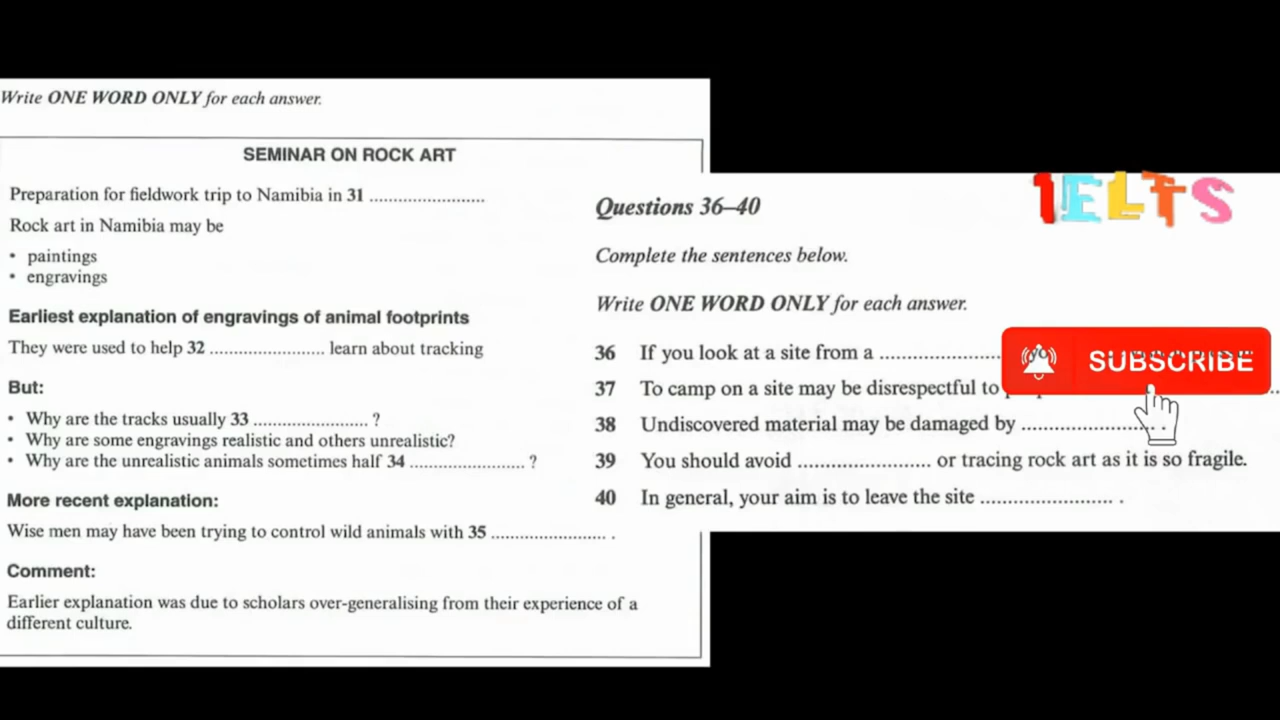 Write ONE WORD ONLY for each answer.
SEMINAR ON ROCK ART
Preparation for fieldwork trip to Namibia in 31 ......................
Rock art in Namibia may be
• paintings
• engravings
Earliest explanation of engravings of animal footprints
They were used to help 32 ...................... learn about tracking
But:
• Why are the tracks usually 33 ...................... ?
• Why are some engravings realistic and others unrealistic?
• Why are the unrealistic animals sometimes half 34 ...................... ?
More recent explanation:
Wise men may have been trying to control wild animals with 35 ...................... .
Comment:
Earlier explanation was due to scholars over-generalising from their experience of a
different culture.
IELTS
Questions 36–40
Complete the sentences below.
Write ONE WORD ONLY for each answer.
36 If you look at a site from a ......................
37 To camp on a site may be disrespectful to
38 Undiscovered material may be damaged by ...................... .
39 You should avoid ...................... or tracing rock art as it is so fragile.
40 In general, your aim is to leave the site ...................... .
SUBSCRIBE